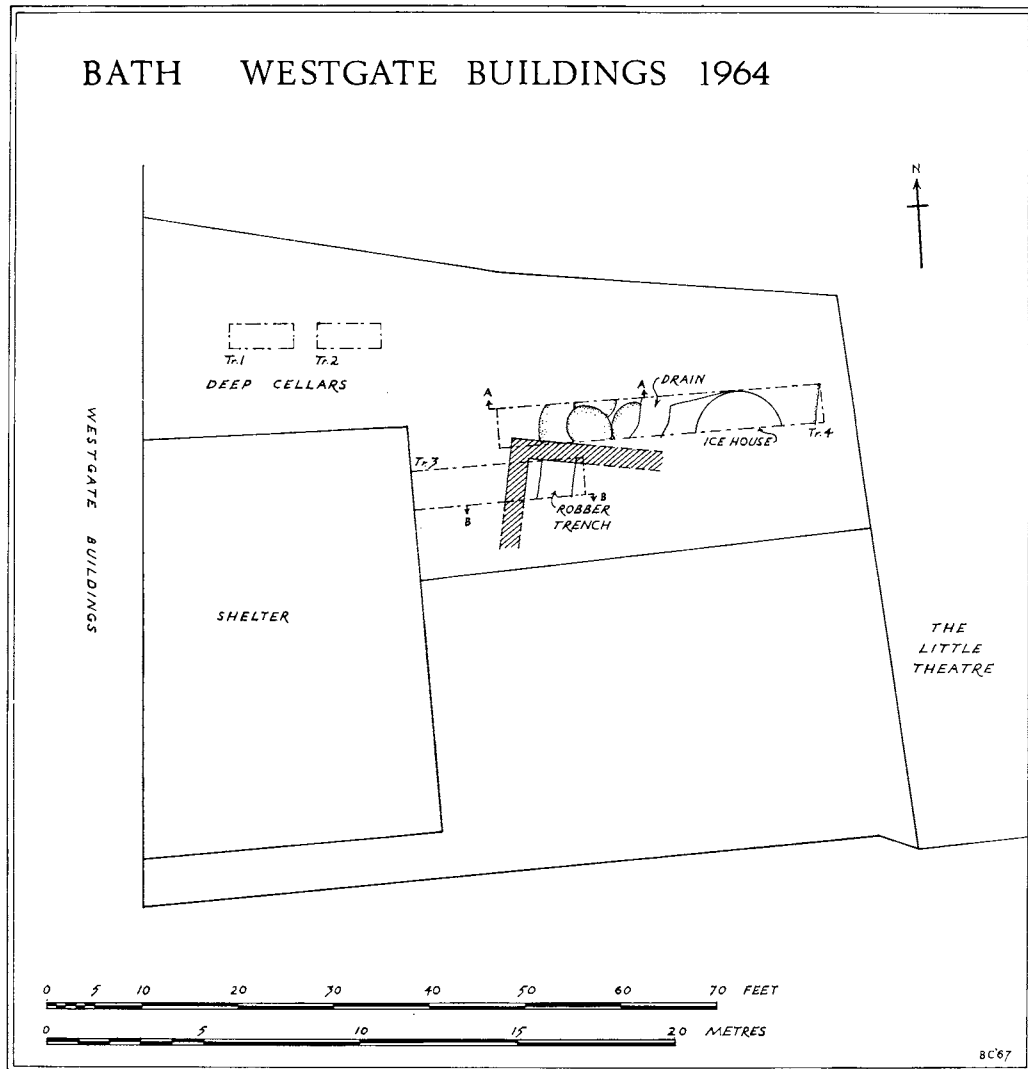 BATH WESTGATE BUILDINGS 1964
N
Tr.1 Tr.2
DEEP CELLARS
A A DRAIN
ICE HOUSE Tr.4
Tr.3
B B
ROBBER
TRENCH
WESTGATE BUILDINGS
SHELTER
THE
LITTLE
THEATRE
0 5 10 20 30 40 50 60 70 FEET
0 5 10 15 20 METRES
BC'67